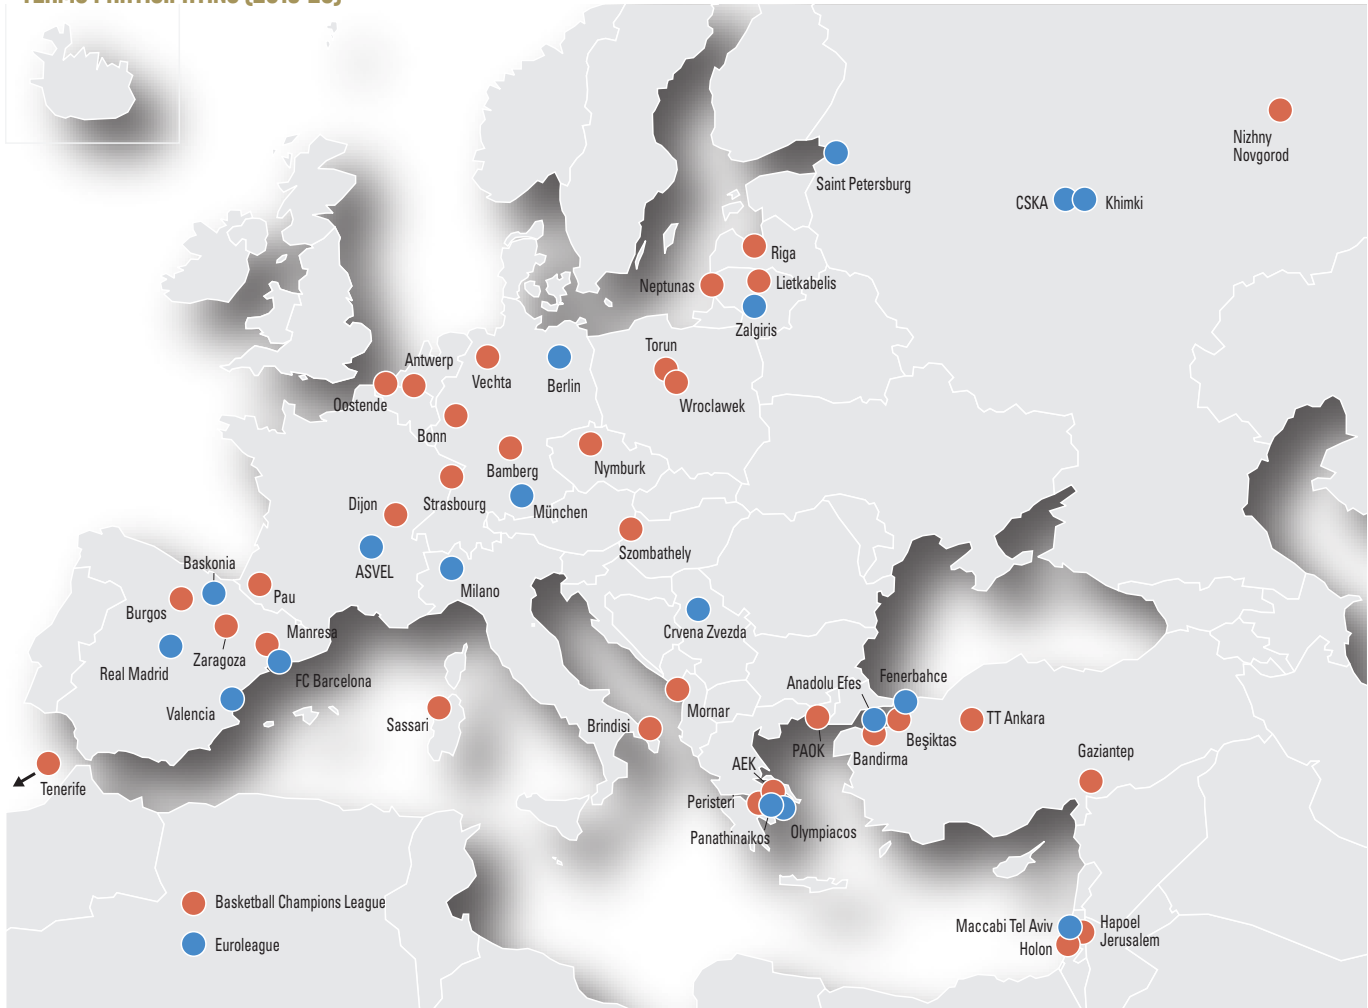 Nizhny
Novgorod
Saint Petersburg
CSKA
Khimki
Riga
Neptunas
Lietkabelis
Zalgiris
Torun
Antwerp
Vechta
Berlin
Oostende
Wroclawek
Bonn
Bamberg
Nymburk
Dijon
Strasbourg
München
Szombathely
Baskonia
ASVEL
Milano
Burgos
Pau
Manresa
Crvena Zvezda
Zaragoza
Real Madrid
FC Barcelona
Anadolu Efes
Fenerbahce
Valencia
Mornar
Sassari
Brindisi
TT Ankara
Beşiktas
PAOK
Bandirma
Gaziantep
AEK
Tenerife
Peristeri
Olympiacos
Panathinaikos
Basketball Champions League
Maccabi Tel Aviv
Hapoel
Jerusalem
Holon
Euroleague